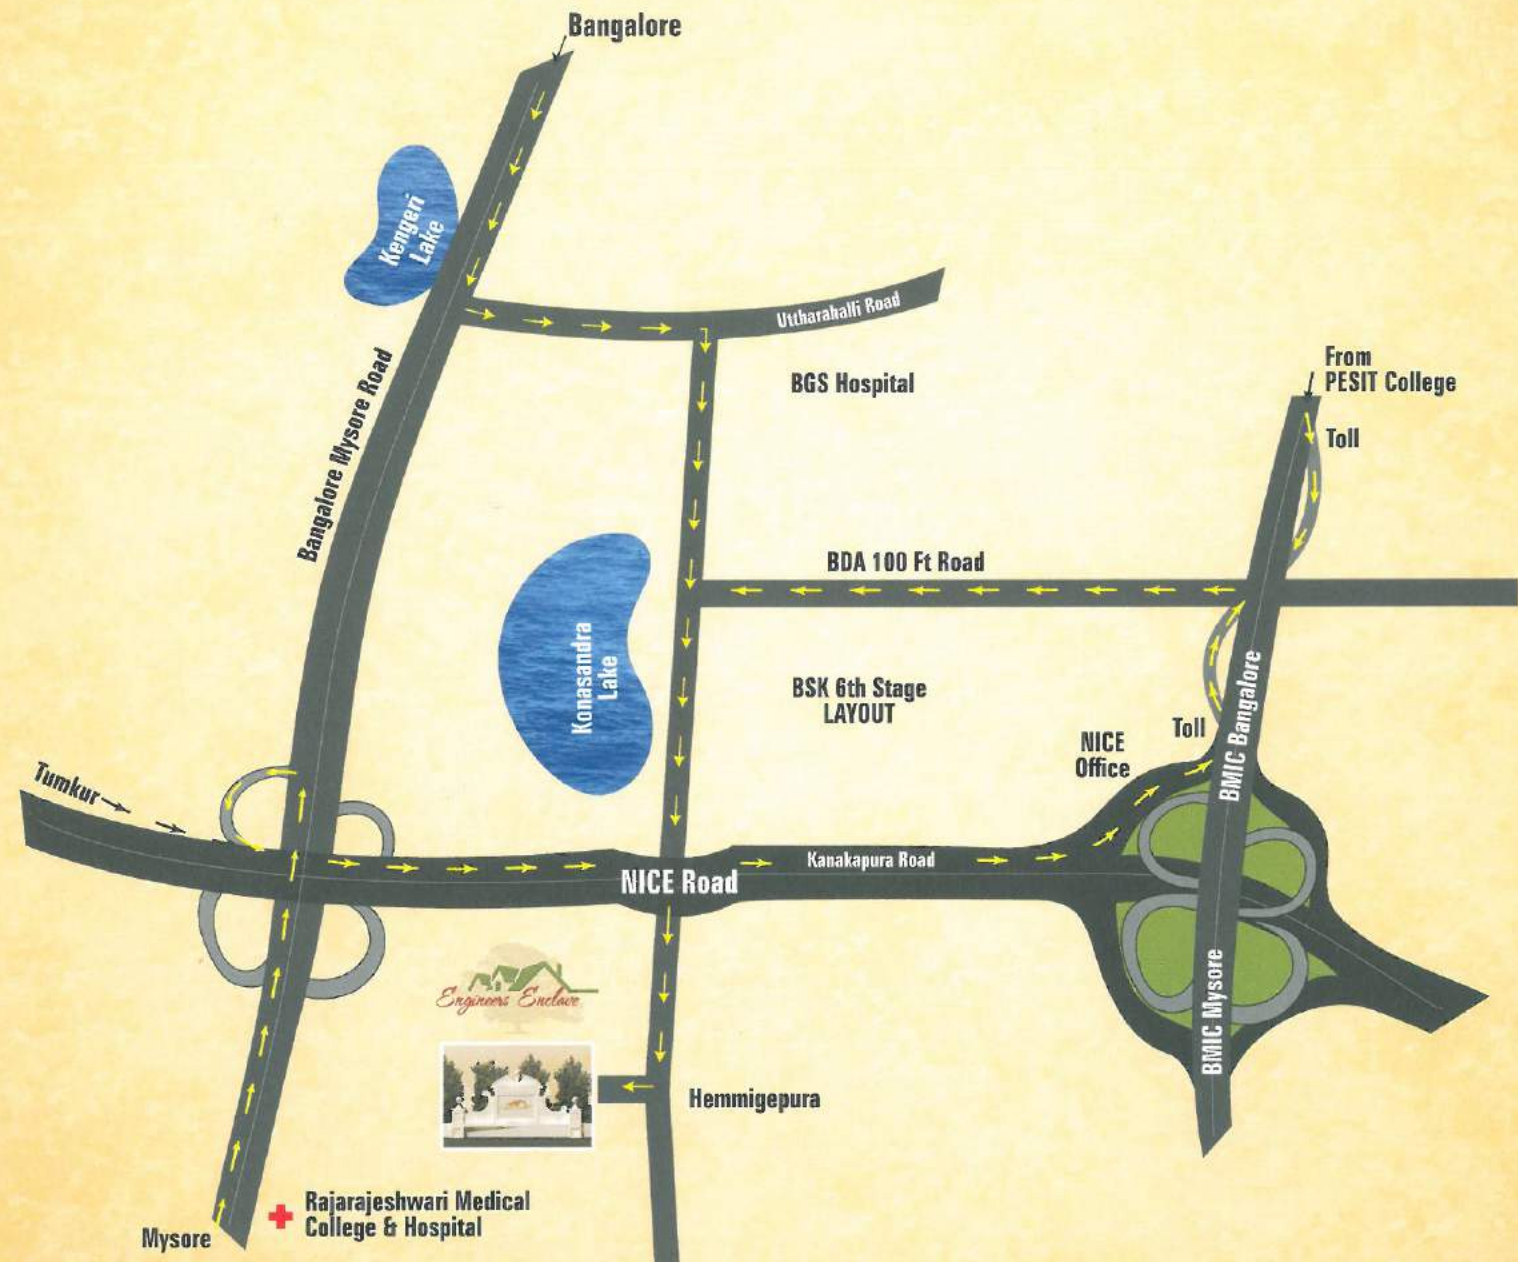 Bangalore
Kengeri
Lake
Uttharahalli Road
From
PESIT College
BGS Hospital
Toll
Bangalore Mysore Road
BDA 100 Ft Road
Konasandra
Lake
BSK 6th Stage
LAYOUT
BMIC Bangalore
Toll
NICE
Office
Tumkur
Kanakapura Road
NICE Road
Engineers Enclave
BMIC Mysore
Hemmigepura
Rajarajeshwari Medical
College & Hospital
Mysore